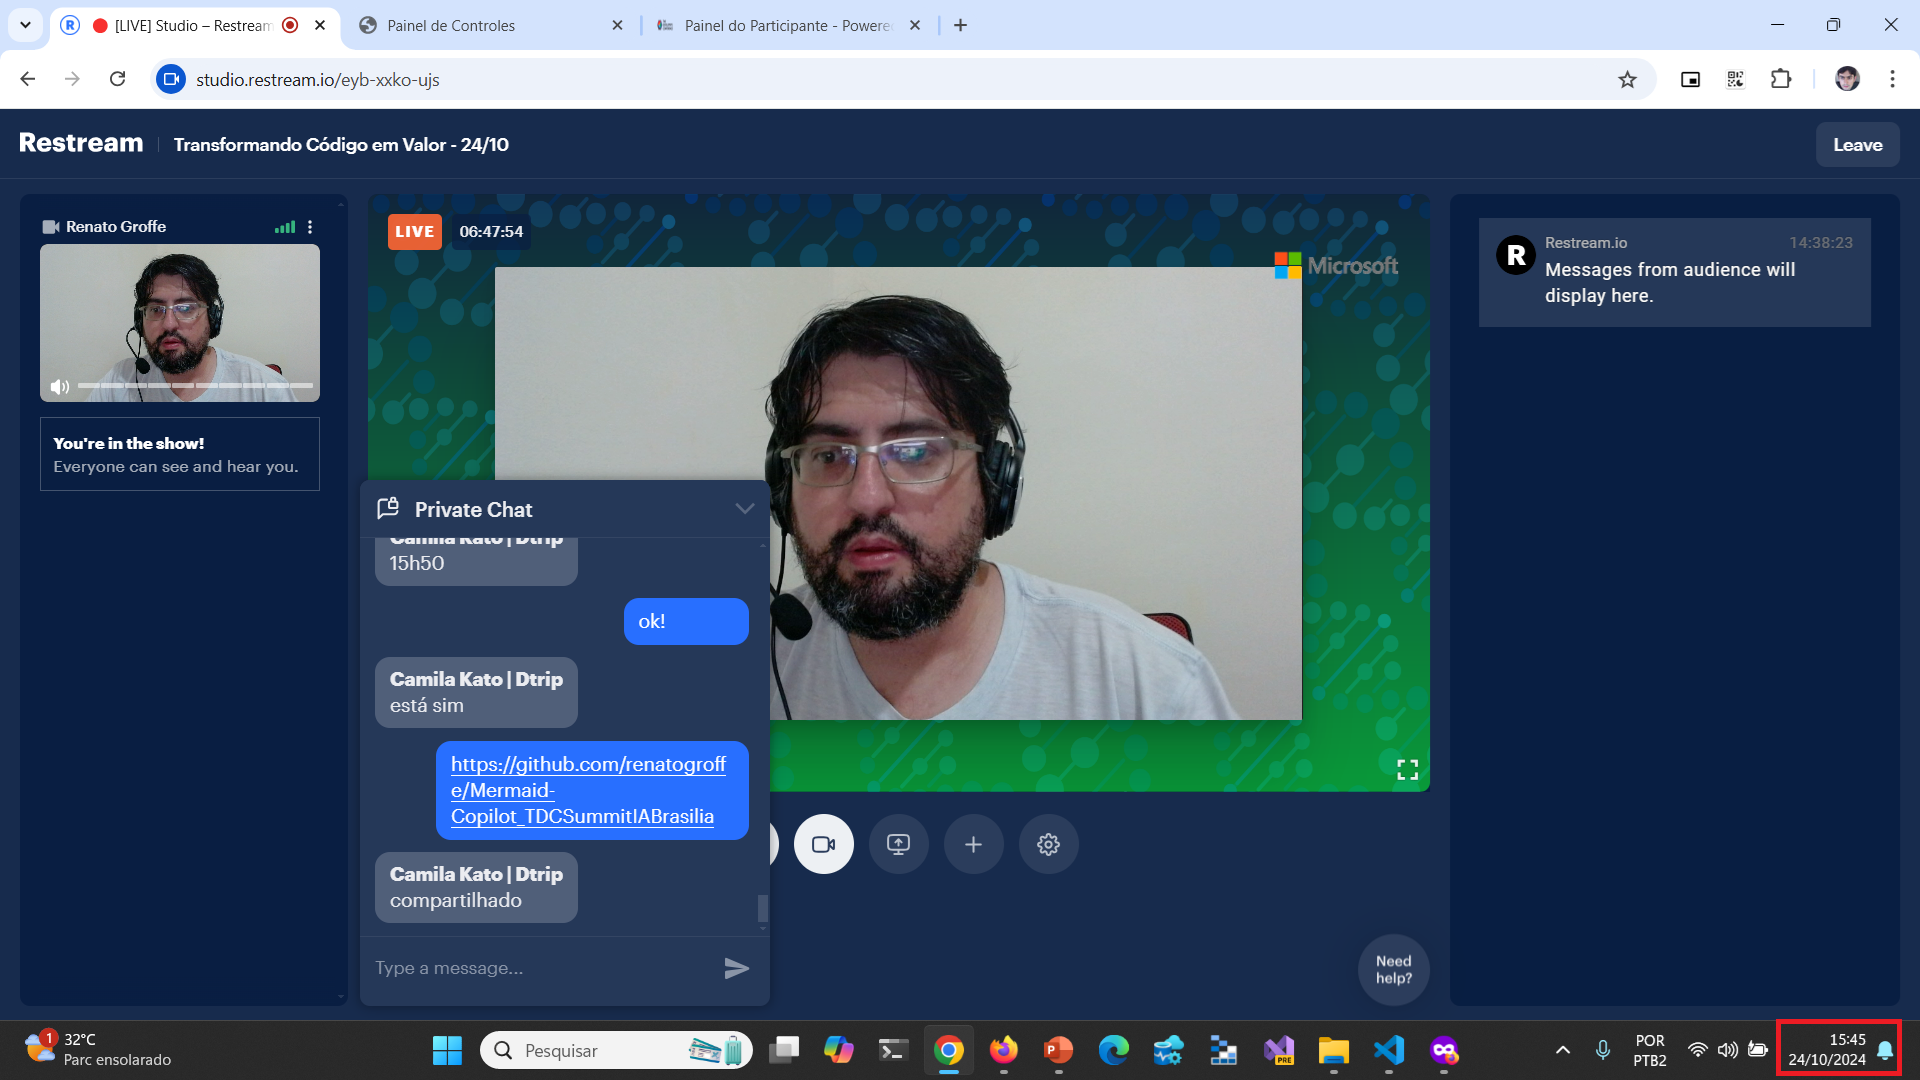 [LIVE] Studio – Restream
Painel de Controles
Painel do Participante - Powere
studio.restream.io/eyb-xxko-ujs
Restream
Transformando Código em Valor - 24/10
Leave
Renato Groffe
You're in the show!
Everyone can see and hear you.
LIVE
06:47:54
Microsoft
R
Restream.io
14:38:23
Messages from audience will
display here.
Private Chat
Camila Kato | Dtrip
15h50
ok!
Camila Kato | Dtrip
está sim
https://github.com/renatogroff
e/Mermaid-
Copilot_TDCSummitIABrasilia
Camila Kato | Dtrip
compartilhado
Type a message...
Need
help?
1
32°C
Parc ensolarado
Pesquisar
PRE
POR
PTB2
15:45
24/10/2024